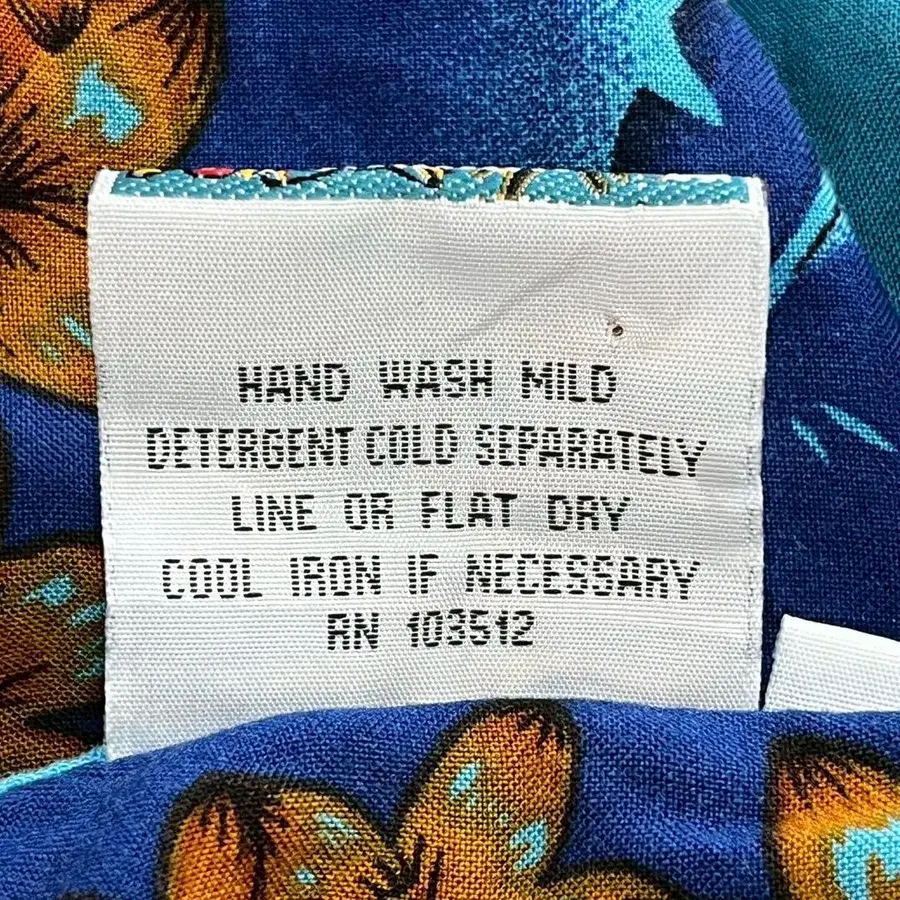 HAND WASH MILD
DETERGENT COLD SEPARATELY
LINE OR FLAT DRY
COOL IRON IF NECESSARY
RN 103512